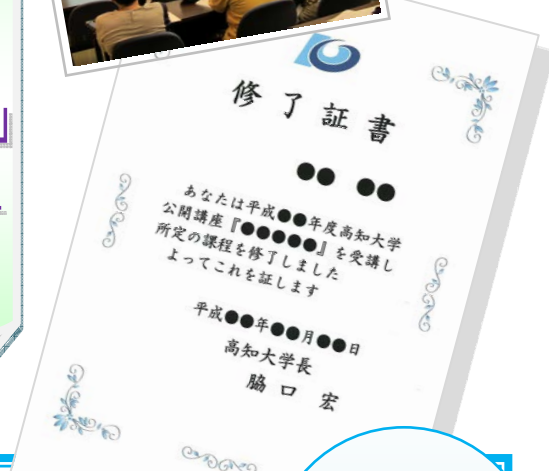 修了証書
●● ●●
あなたは平成●●年度高知大学
公開講座『●●●●●』を受講し
所定の課程を修了しました
よってこれを証します
平成●●年●●月●●日
高知大学長
脇口 宏